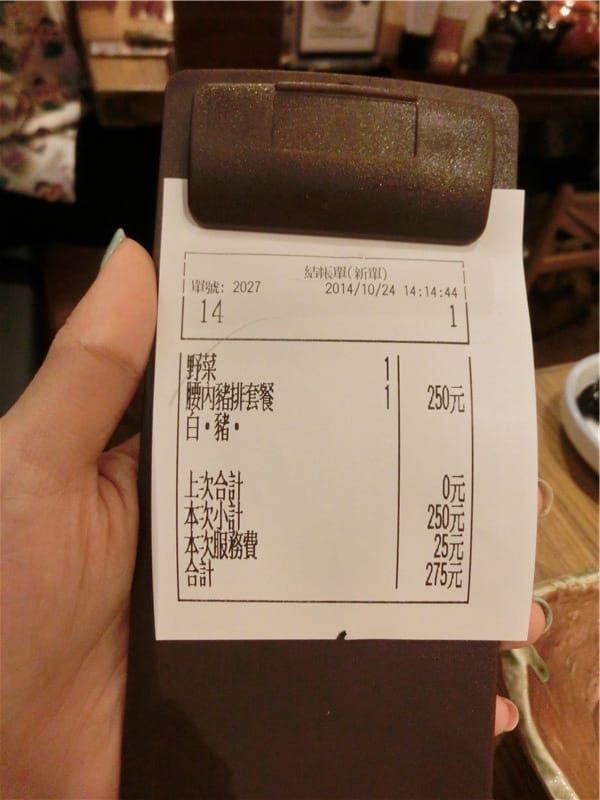 結帳單(新單)
單號: 2027 2014/10/24 14:14:44
14 1
野菜 1
腰內豬排套餐 1 250元
白·豬·
上次合計 0元
本次小計 250元
本次服務費 25元
合計 275元